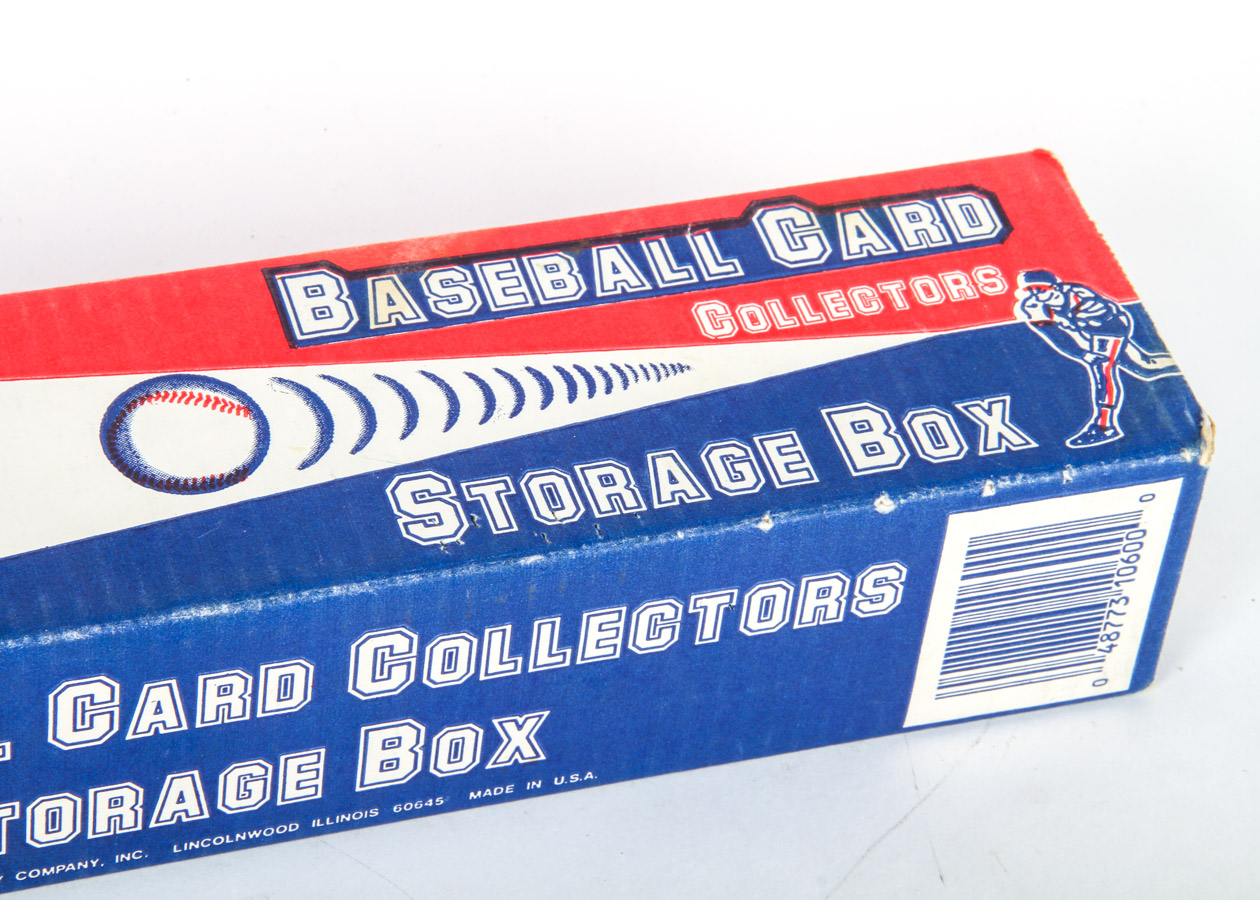 BASEBALL CARD
COLLECTORS
STORAGE BOX
CARD COLLECTORS
TORAGE BOX
COMPANY, INC. LINCOLNWOOD ILLINOIS 60645 MADE IN U.S.A.
0 48773 10600 0